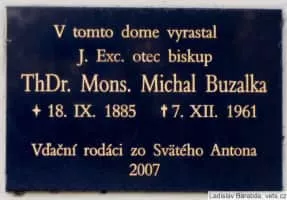 V tomto dome vyrastal
J. Exc. otec biskup
ThDr. Mons. Michal Buzalka
✦ 18. IX. 1885 ✝ 7. XII. 1961
Vďační rodáci zo Svätého Antona
2007
Ladislav Barabáš, vets.cz